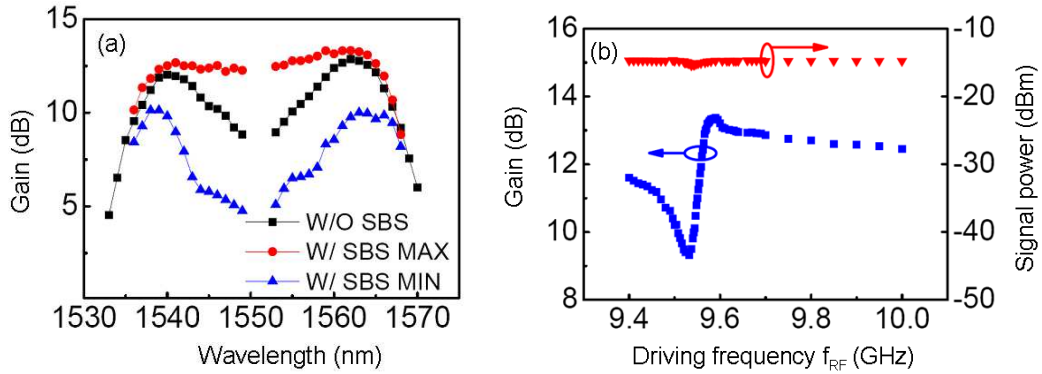 (a)
15
10
5
0
Gain (dB)
W/O SBS
W/ SBS MAX
W/ SBS MIN
1530 1540 1550 1560 1570
Wavelength (nm)
(b)
16
14
12
10
8
Gain (dB)
-10
-20
-30
-40
-50
Signal power (dBm)
9.4 9.6 9.8 10.0
Driving frequency fRF (GHz)